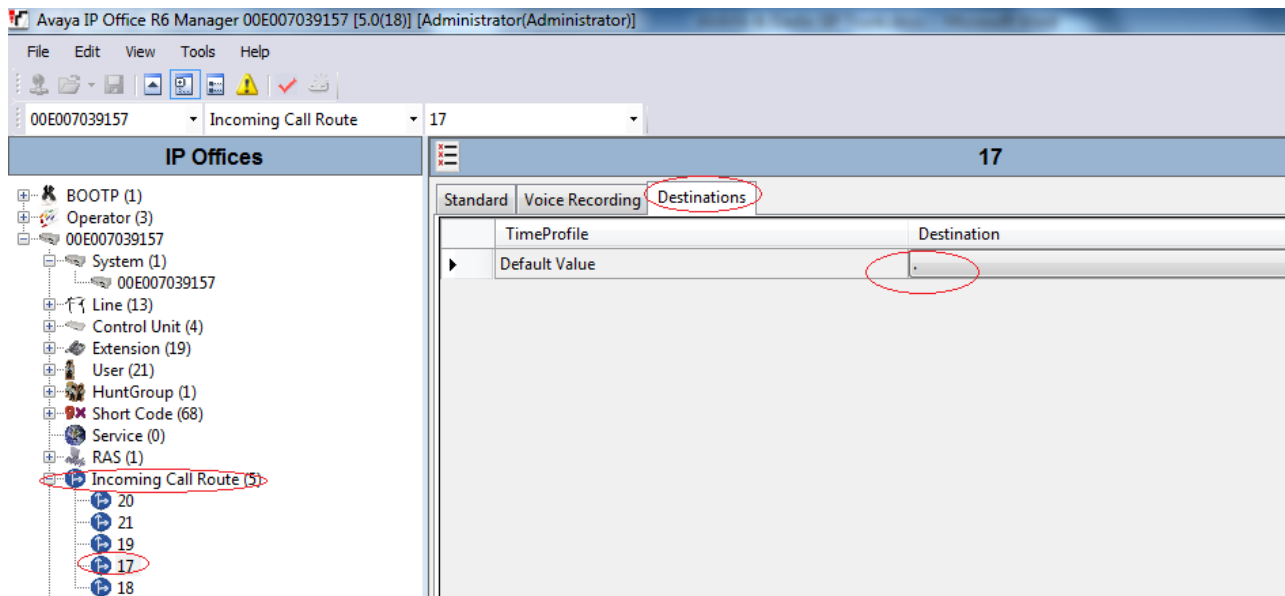 Avaya IP Office R6 Manager 00E007039157 [5.0(18)] [Administrator(Administrator)]
File Edit View Tools Help
00E007039157 Incoming Call Route 17
IP Offices
17
BOOTP (1)
Operator (3)
00E007039157
System (1)
00E007039157
Line (13)
Control Unit (4)
Extension (19)
User (21)
HuntGroup (1)
Short Code (68)
Service (0)
RAS (1)
Incoming Call Route (5)
20
21
19
17
18
Standard Voice Recording Destinations
TimeProfile Destination
Default Value .